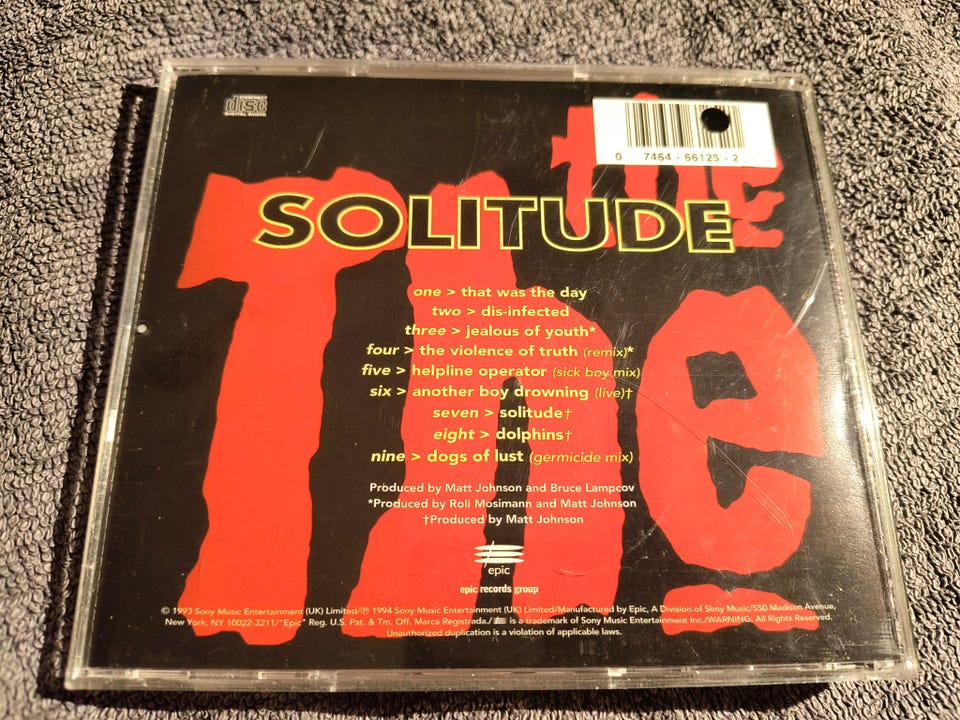 COMPACT
disc
DIGITAL AUDIO
0 7464-66125-2
the
The
SOLITUDE
one > that was the day
two > dis-infected
three > jealous of youth*
four > the violence of truth (remix)*
five > helpline operator (sick boy mix)
six > another boy drowning (live)†
seven > solitude†
eight > dolphins†
nine > dogs of lust (germicide mix)
Produced by Matt Johnson and Bruce Lampcov
*Produced by Roli Mosimann and Matt Johnson
†Produced by Matt Johnson
epic
epic records group
© 1993 Sony Music Entertainment (UK) Limited/℗ 1994 Sony Music Entertainment (UK) Limited/Manufactured by Epic, A Division of Sony Music/550 Madison Avenue,
New York, NY 10022-3211/"Epic" Reg. U.S. Pat. & Tm. Off. Marca Registrada./ is a trademark of Sony Music Entertainment Inc./WARNING: All Rights Reserved.
Unauthorized duplication is a violation of applicable laws.